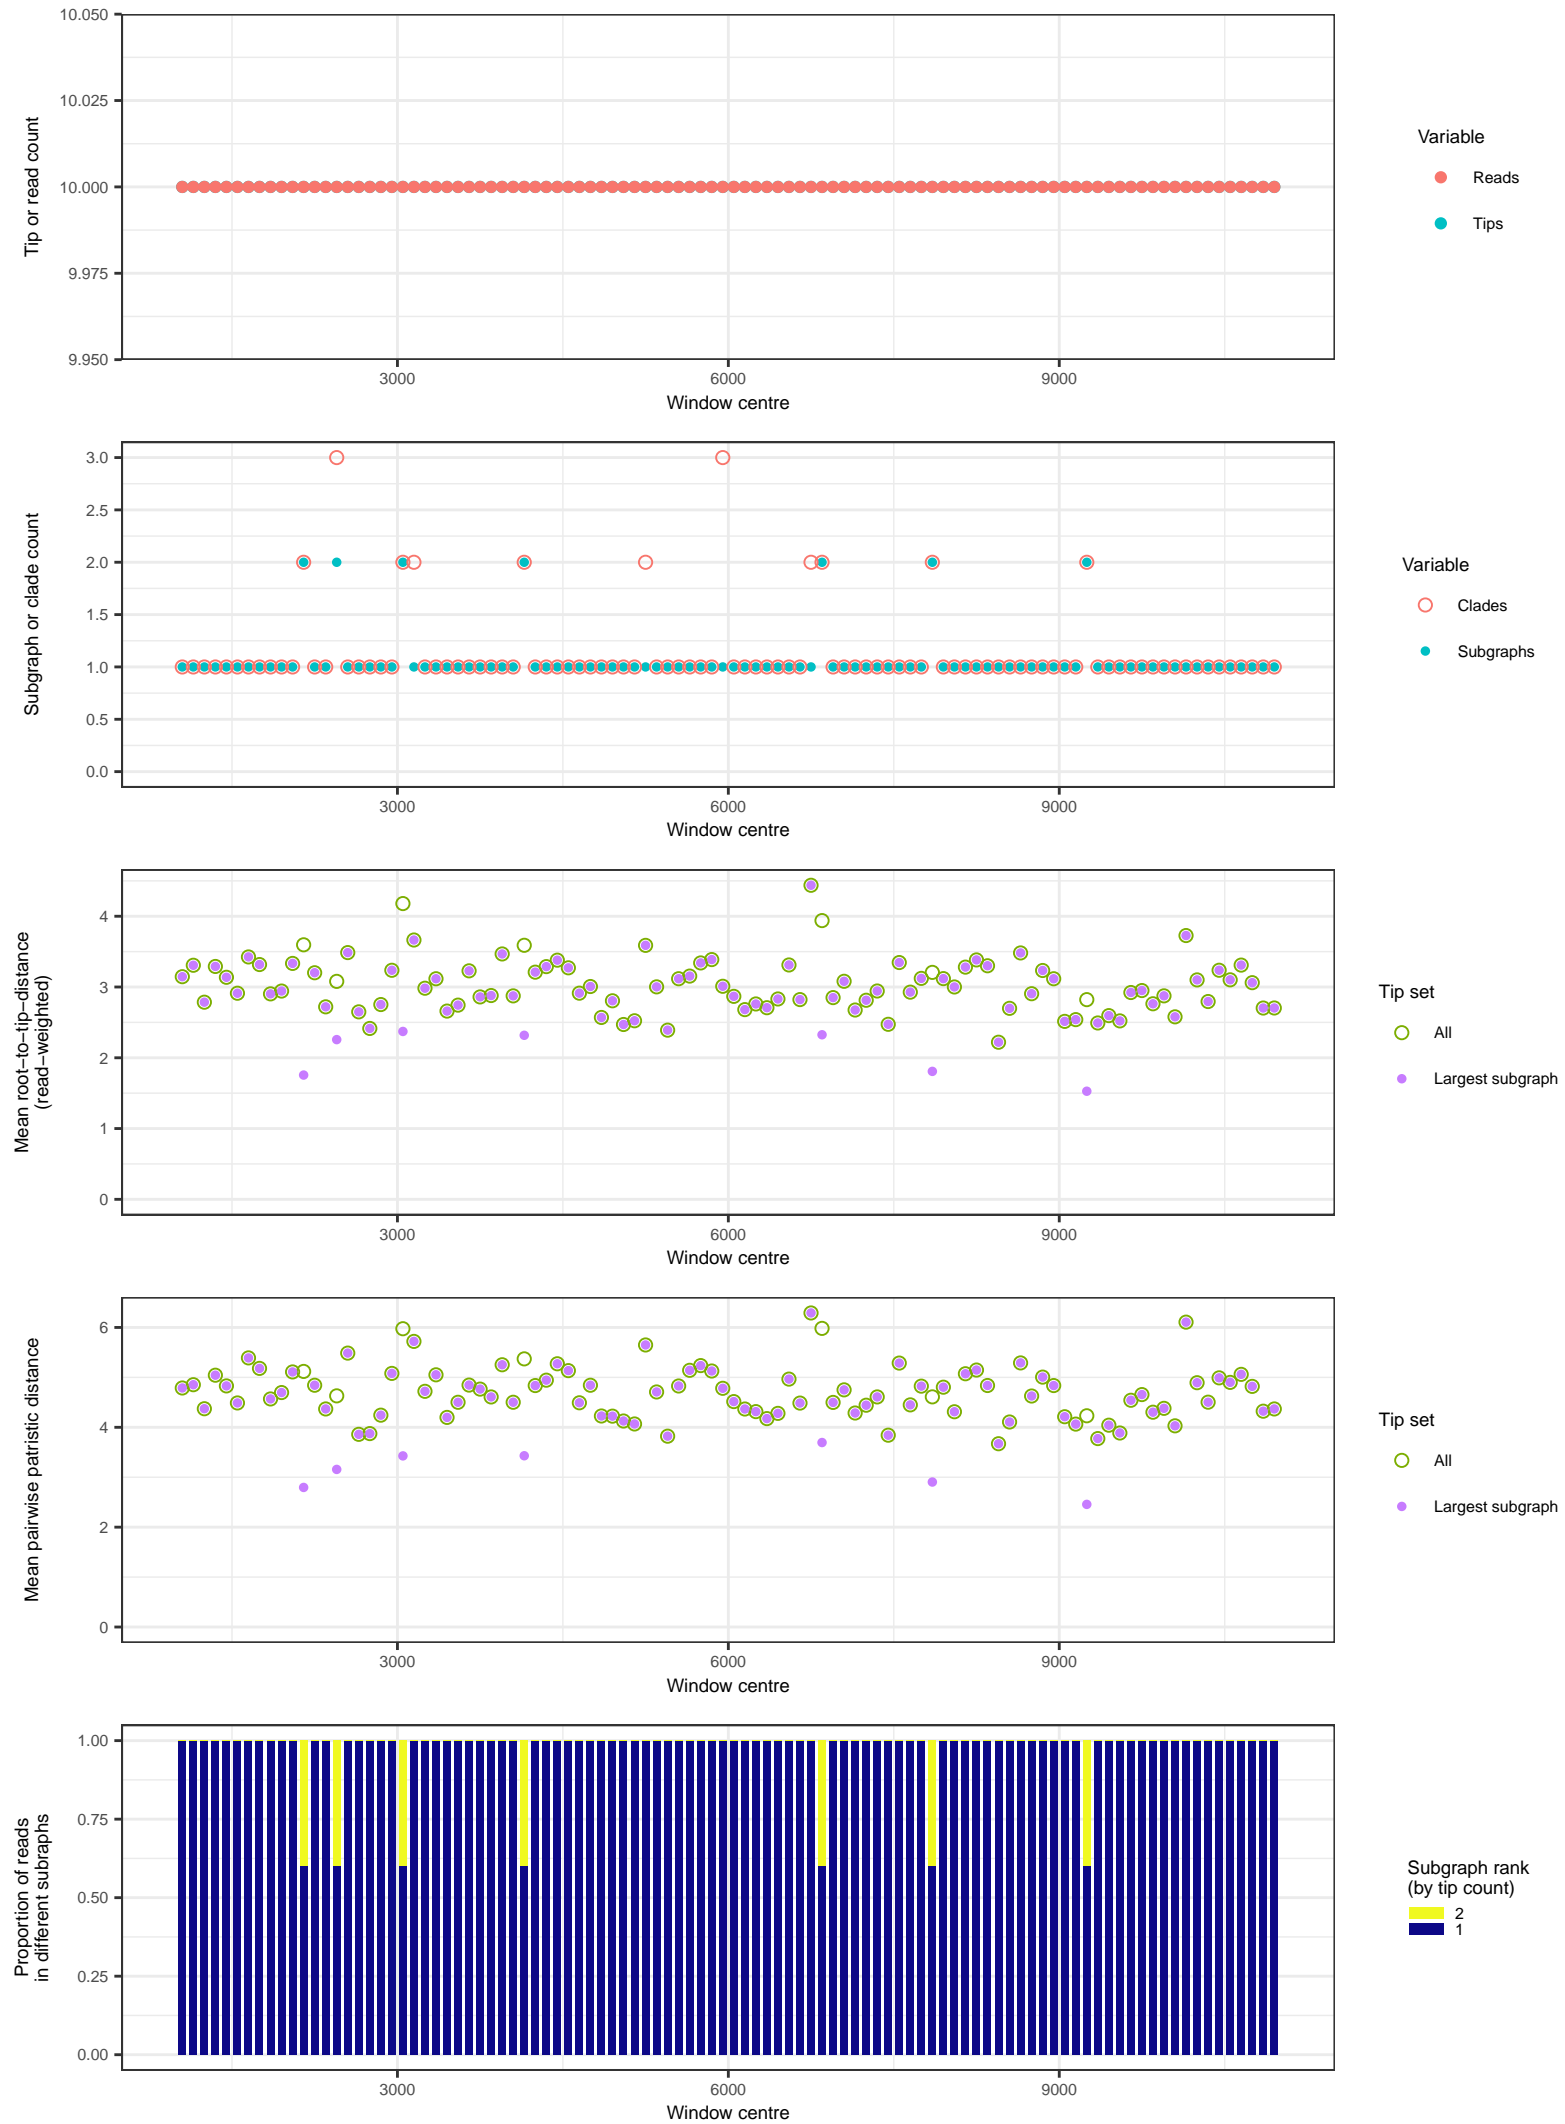 10.050
10.025
10.000
9.975
9.950
Tip or read count
3000
6000
9000
Window centre
Variable
Reads
Tips
3.0
2.5
2.0
1.5
1.0
0.5
0.0
Subgraph or clade count
3000
6000
9000
Window centre
Variable
Clades
Subgraphs
4
3
2
1
0
Mean root−to−tip−distance
(read−weighted)
3000
6000
9000
Window centre
Tip set
All
Largest subgraph
6
4
2
0
Mean pairwise patristic distance
3000
6000
9000
Window centre
Tip set
All
Largest subgraph
1.00
0.75
0.50
0.25
0.00
Proportion of reads
in different subraphs
3000
6000
9000
Window centre
Subgraph rank
(by tip count)
2
1